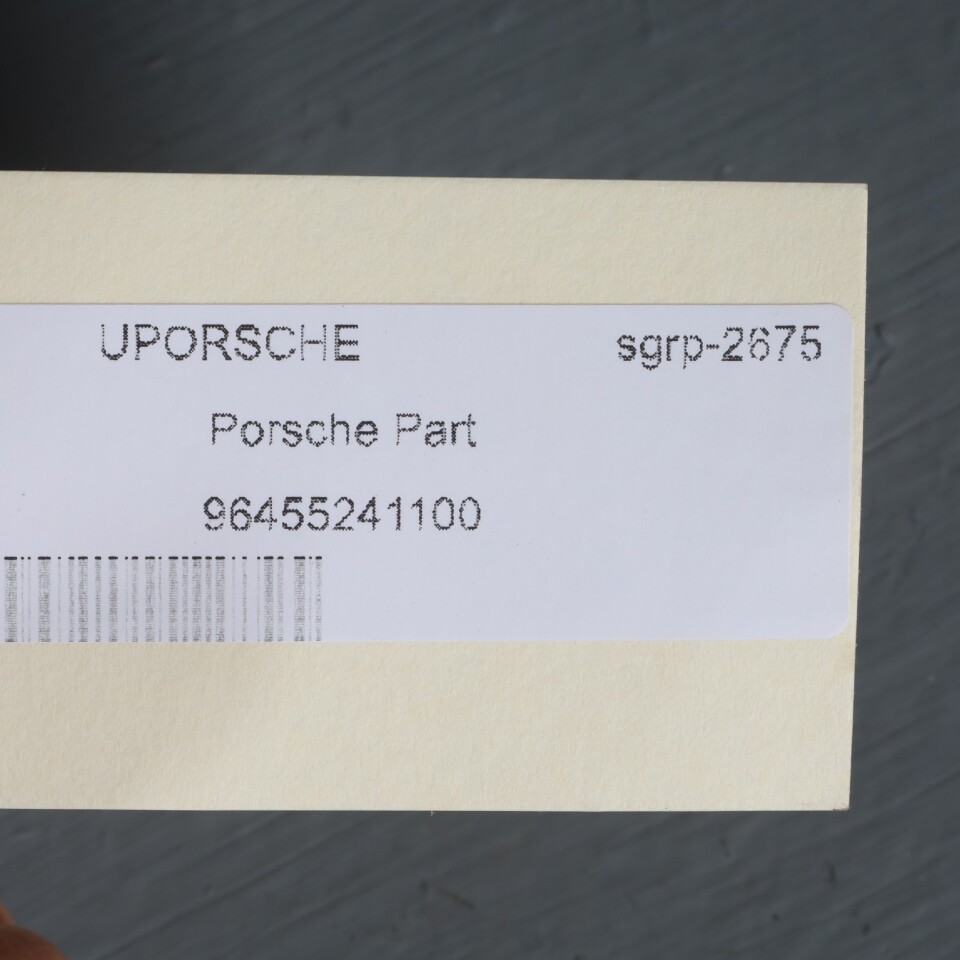 UPORSCHE sgrp-2675
Porsche Part
96455241100